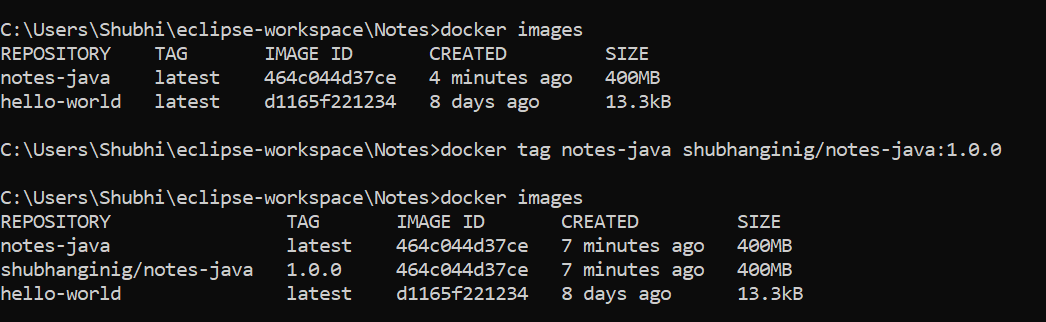 C:\Users\Shubhi\eclipse-workspace\Notes>docker images
REPOSITORY    TAG       IMAGE ID       CREATED         SIZE
notes-java    latest    464c044d37ce   4 minutes ago   400MB
hello-world   latest    d1165f221234   8 days ago      13.3kB
C:\Users\Shubhi\eclipse-workspace\Notes>docker tag notes-java shubhanginig/notes-java:1.0.0
C:\Users\Shubhi\eclipse-workspace\Notes>docker images
REPOSITORY                TAG       IMAGE ID       CREATED         SIZE
notes-java                latest    464c044d37ce   7 minutes ago   400MB
shubhanginig/notes-java   1.0.0     464c044d37ce   7 minutes ago   400MB
hello-world               latest    d1165f221234   8 days ago      13.3kB